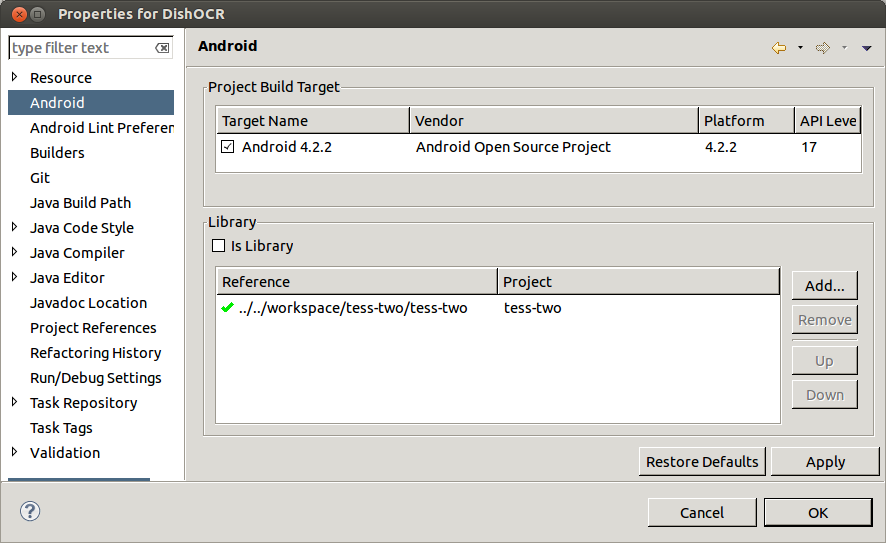 Properties for DishOCR
type filter text
Android
Resource
Android
Android Lint Preferen
Builders
Git
Java Build Path
Java Code Style
Java Compiler
Java Editor
Javadoc Location
Project References
Refactoring History
Run/Debug Settings
Task Repository
Task Tags
Validation
Project Build Target
Target Name Vendor Platform API Leve
Android 4.2.2 Android Open Source Project 4.2.2 17
Library
Is Library
Reference Project
../../workspace/tess-two/tess-two tess-two
Add...
Remove
Up
Down
Restore Defaults Apply
? Cancel OK